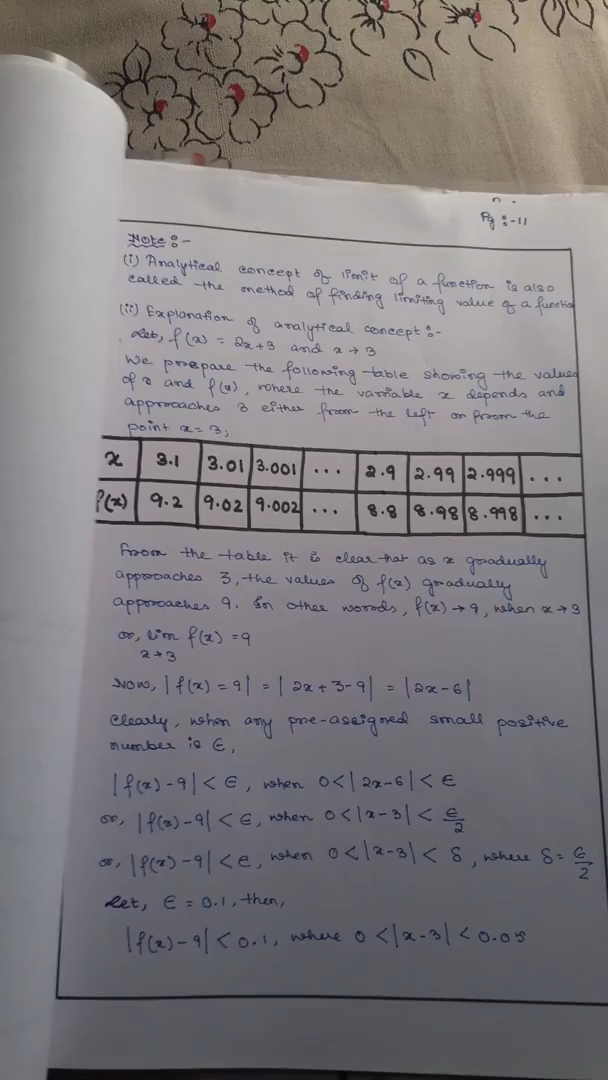 Pg :-11
Note :-
(i) Analytical concept of limit of a function is also
called the method of finding limiting value of a function
(ii) Explanation of analytical concept :-
Let, f(x) = 2x+3 and x → 3
We prepare the following table showing the values
of x and f(x), where the variable x depends and
approaches 3 either from the left or from the
point x = 3;
x 3.1 3.01 3.001 ... 2.9 2.99 2.999 ...
f(x) 9.2 9.02 9.002 ... 8.8 8.98 8.998 ...
From the table it is clear that as x gradually
approaches 3, the values of f(x) gradually
approaches 9. In other words, f(x) → 9, when x → 3
or, lim f(x) = 9
x→3
Now, |f(x) = 9| = |2x+3-9| = |2x-6|
Clearly, when any pre-assigned small positive
number is ∈,
|f(x)-9| < ∈, when 0 < |2x-6| < ∈
or, |f(x)-9| < ∈, when 0 < |x-3| < ∈/2
or, |f(x)-9| < ∈, when 0 < |x-3| < δ, where δ = ∈/2
Let, ∈ = 0.1, then,
|f(x)-9| < 0.1, where 0 < |x-3| < 0.05